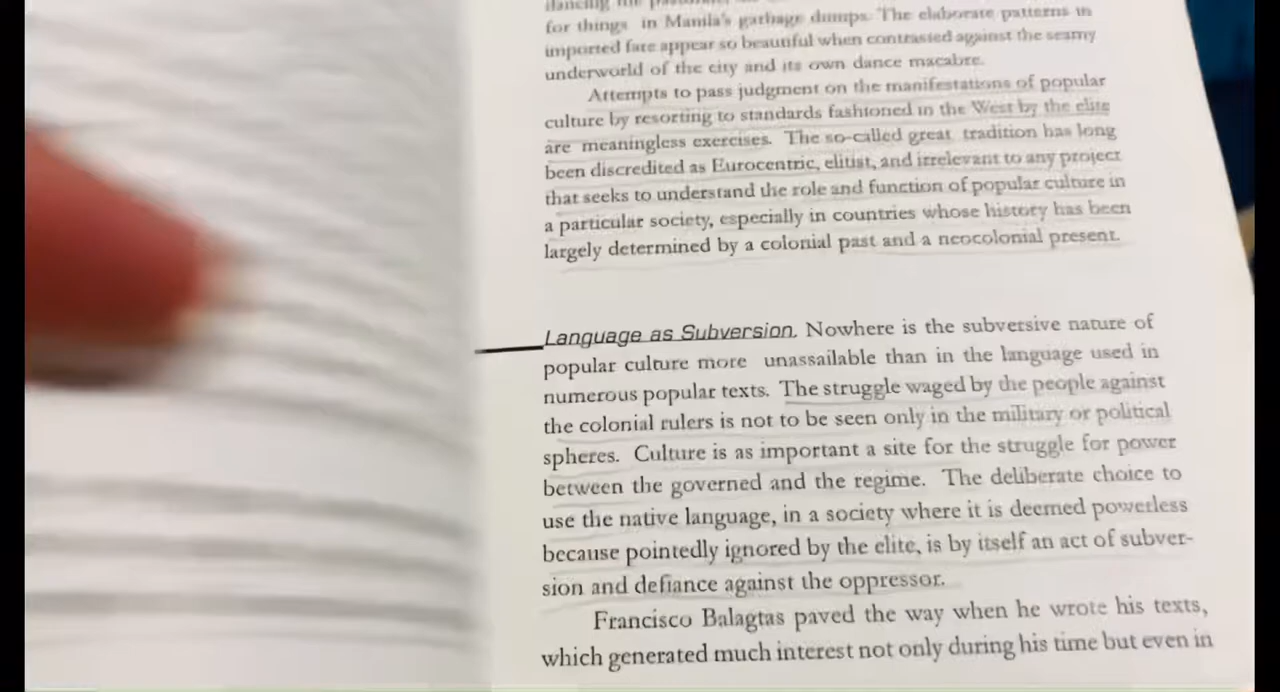 for things in Manila's garbage dumps. The elaborate patterns in
imported fare appear so beautiful when contrasted against the seamy
underworld of the city and its own dance macabre.
Attempts to pass judgment on the manifestations of popular
culture by resorting to standards fashioned in the West by the elite
are meaningless exercises. The so-called great tradition has long
been discredited as Eurocentric, elitist, and irrelevant to any project
that seeks to understand the role and function of popular culture in
a particular society, especially in countries whose history has been
largely determined by a colonial past and a neocolonial present.
Language as Subversion. Nowhere is the subversive nature of
popular culture more unassailable than in the language used in
numerous popular texts. The struggle waged by the people against
the colonial rulers is not to be seen only in the military or political
spheres. Culture is as important a site for the struggle for power
between the governed and the regime. The deliberate choice to
use the native language, in a society where it is deemed powerless
because pointedly ignored by the elite, is by itself an act of subver-
sion and defiance against the oppressor.
Francisco Balagtas paved the way when he wrote his texts,
which generated much interest not only during his time but even in